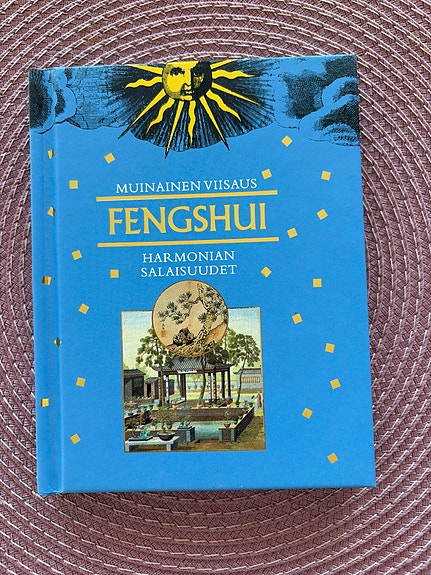 MUINAINEN VIISAUS
FENGSHUI
HARMONIAN
SALAISUUDET